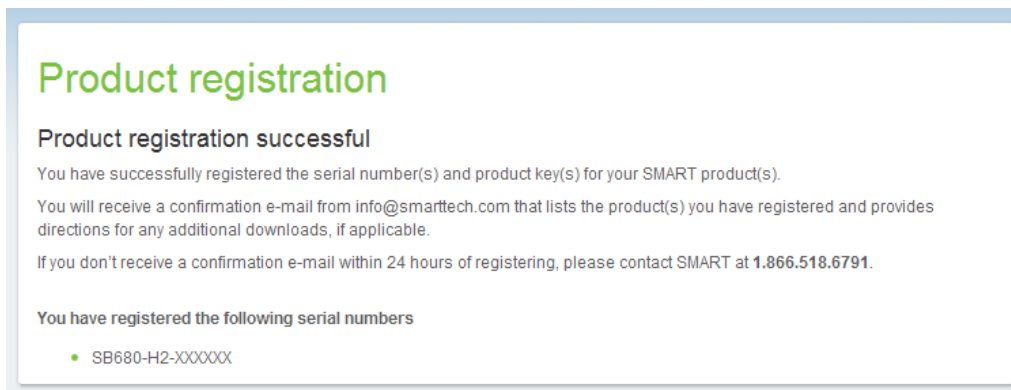 Product registration
Product registration successful
You have successfully registered the serial number(s) and product key(s) for your SMART product(s).
You will receive a confirmation e-mail from info@smarttech.com that lists the product(s) you have registered and provides
directions for any additional downloads, if applicable.
If you don't receive a confirmation e-mail within 24 hours of registering, please contact SMART at 1.866.518.6791.
You have registered the following serial numbers
• SB680-H2-XXXXXX